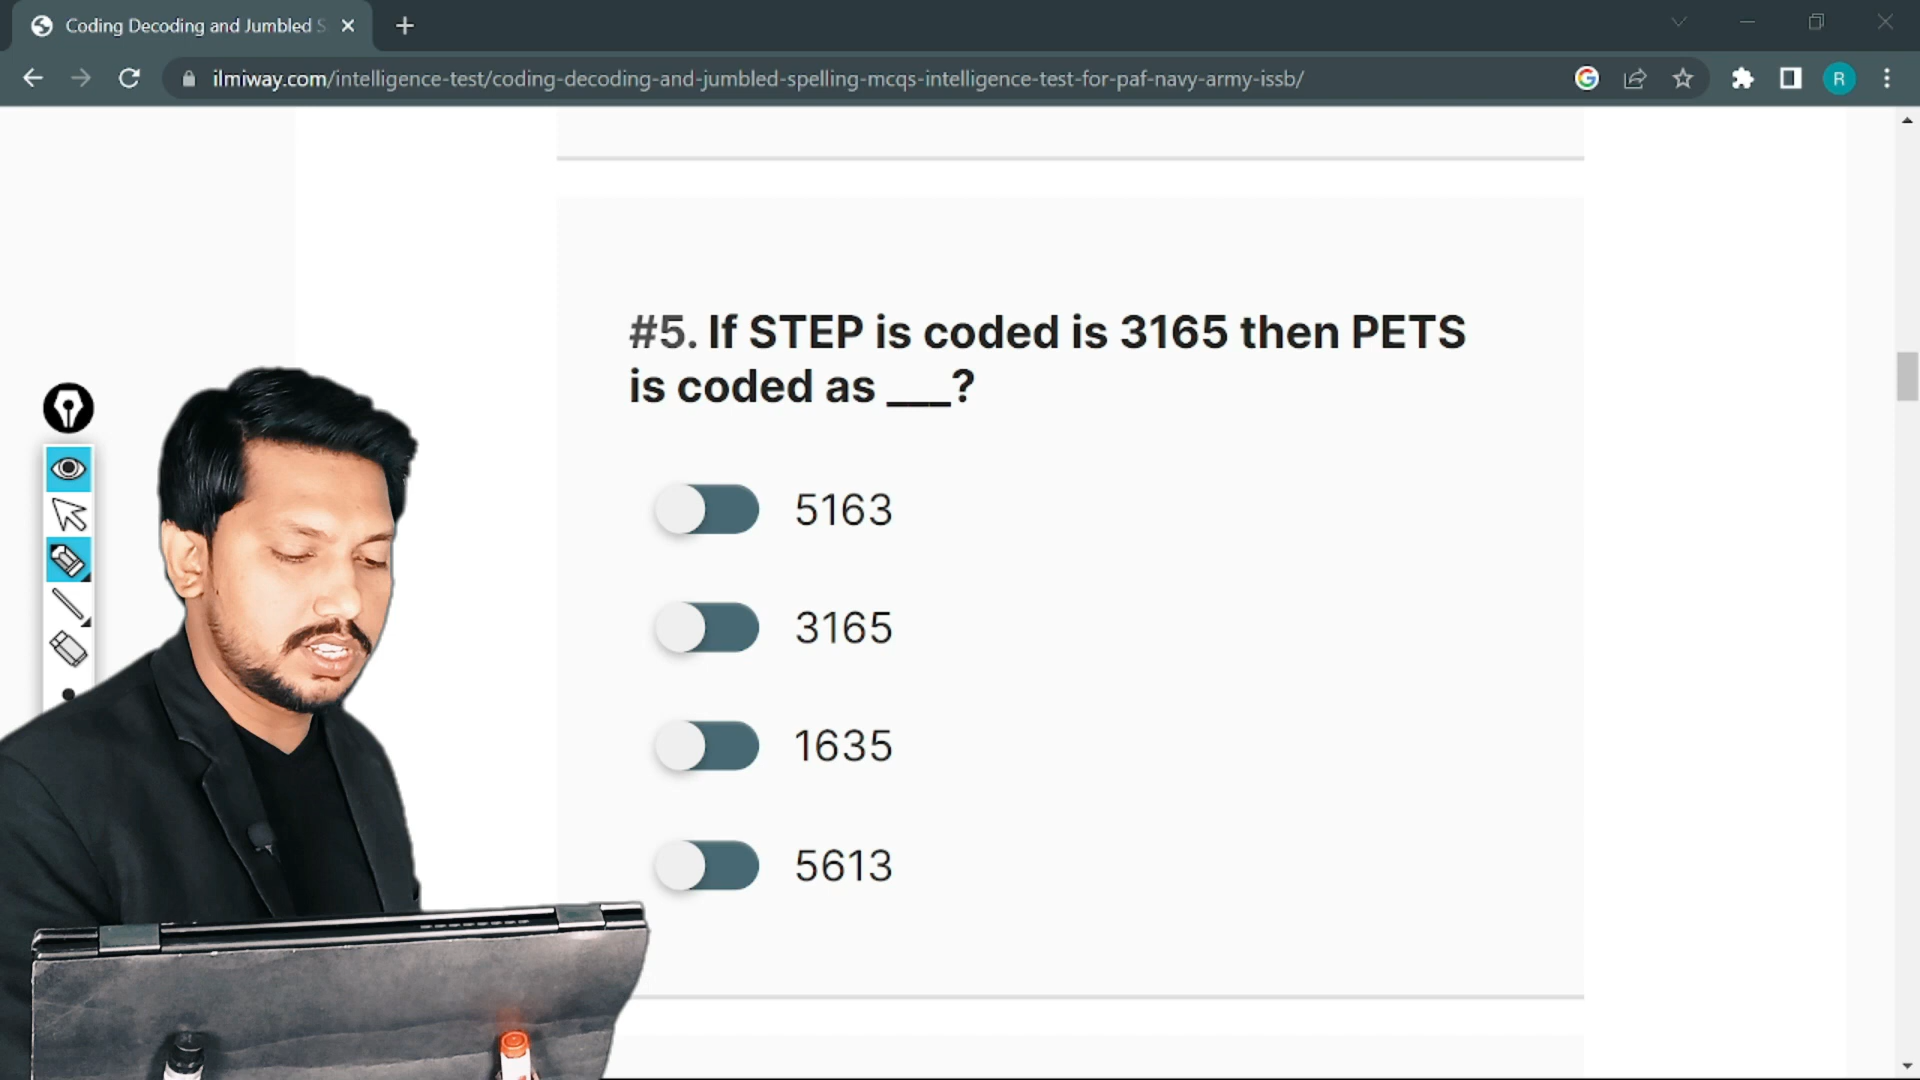 Coding Decoding and Jumbled S
ilmiway.com/intelligence-test/coding-decoding-and-jumbled-spelling-mcqs-intelligence-test-for-paf-navy-army-issb/
R
#5. If STEP is coded is 3165 then PETS
is coded as ___?
5163
3165
1635
5613